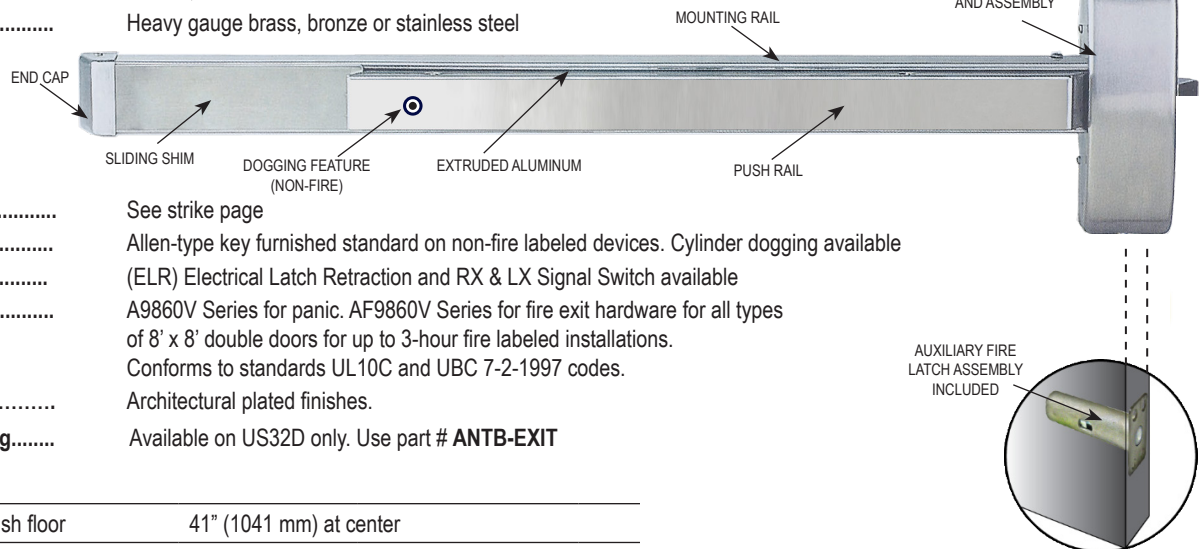 AND ASSEMBLY
.......... Heavy gauge brass, bronze or stainless steel
MOUNTING RAIL
END CAP
SLIDING SHIM
DOGGING FEATURE
(NON-FIRE)
EXTRUDED ALUMINUM
PUSH RAIL
........... See strike page
.......... Allen-type key furnished standard on non-fire labeled devices. Cylinder dogging available
......... (ELR) Electrical Latch Retraction and RX & LX Signal Switch available
.......... A9860V Series for panic. AF9860V Series for fire exit hardware for all types
of 8’ x 8’ double doors for up to 3-hour fire labeled installations.
Conforms to standards UL10C and UBC 7-2-1997 codes.
AUXILIARY FIRE
LATCH ASSEMBLY
INCLUDED
………. Architectural plated finishes.
g........ Available on US32D only. Use part # ANTB-EXIT
sh floor 41” (1041 mm) at center